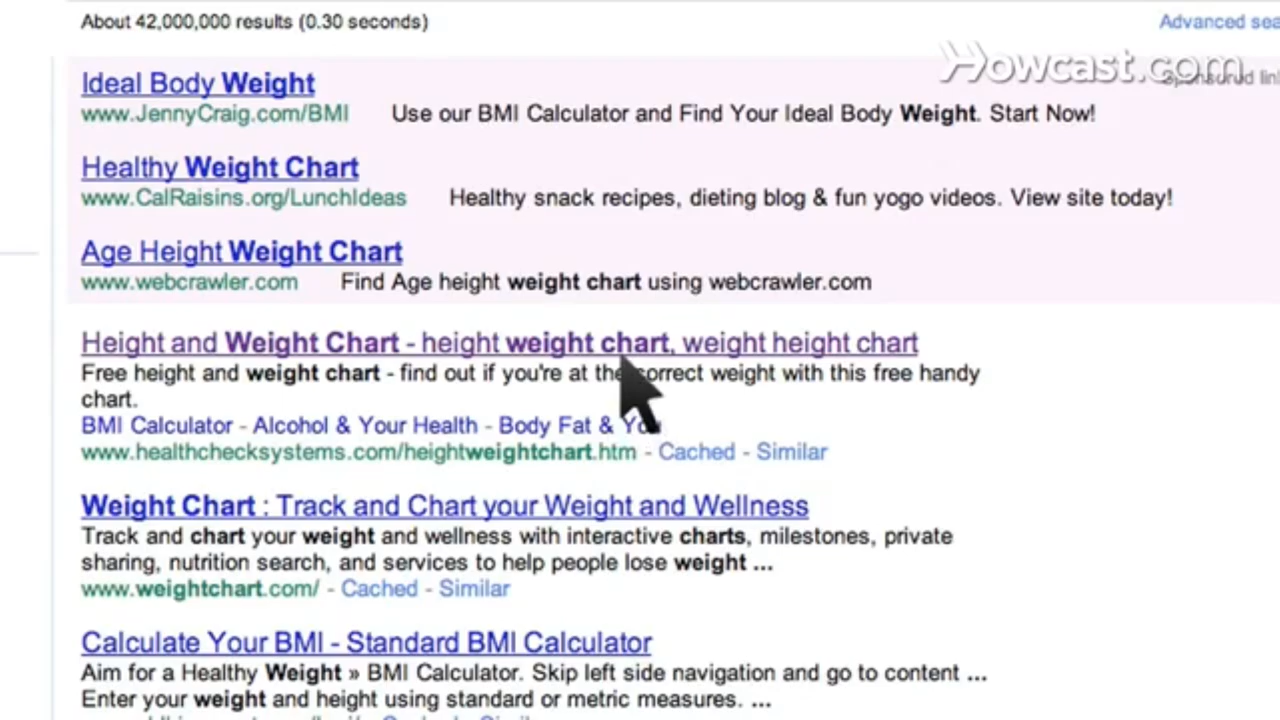 About 42,000,000 results (0.30 seconds)
Advanced
Howcast.com
Ideal Body Weight
www.JennyCraig.com/BMI Use our BMI Calculator and Find Your Ideal Body Weight. Start Now!
Healthy Weight Chart
www.CalRaisins.org/LunchIdeas Healthy snack recipes, dieting blog & fun yogo videos. View site today!
Age Height Weight Chart
www.webcrawler.com Find Age height weight chart using webcrawler.com
Height and Weight Chart - height weight chart, weight height chart
Free height and weight chart - find out if you're at the correct weight with this free handy
chart.
BMI Calculator - Alcohol & Your Health - Body Fat & You
www.healthchecksystems.com/heightweightchart.htm - Cached - Similar
Weight Chart : Track and Chart your Weight and Wellness
Track and chart your weight and wellness with interactive charts, milestones, private
sharing, nutrition search, and services to help people lose weight ...
www.weightchart.com/ - Cached - Similar
Calculate Your BMI - Standard BMI Calculator
Aim for a Healthy Weight » BMI Calculator. Skip left side navigation and go to content ...
Enter your weight and height using standard or metric measures. ...